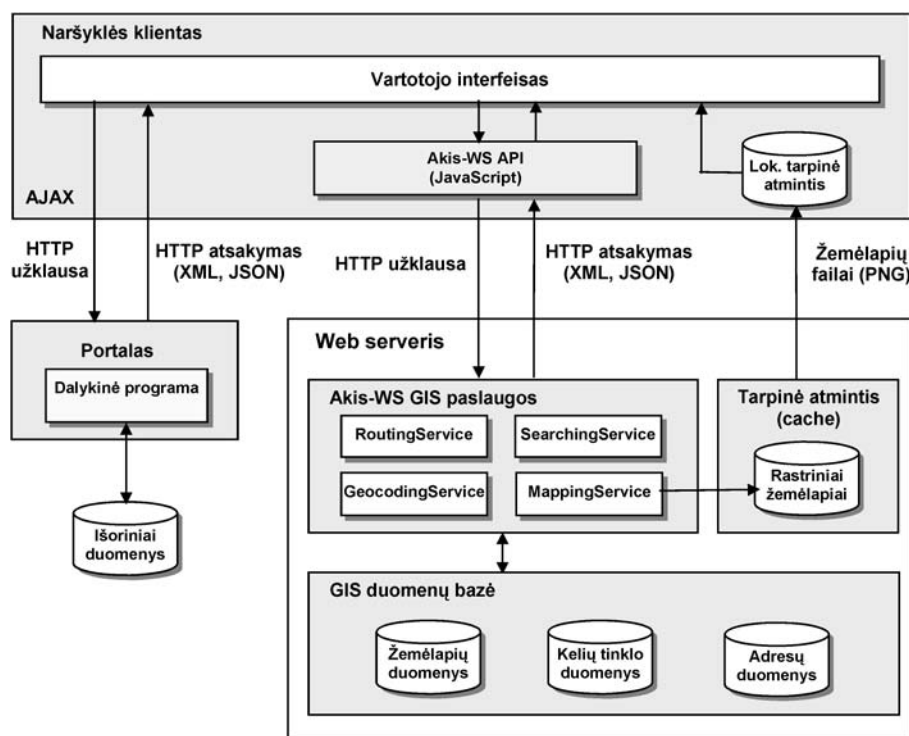 Naršyklės klientas
Vartotojo interfeisas
Akis-WS API
(JavaScript)
Lok. tarpinė
atmintis
AJAX
HTTP
užklausa
HTTP atsakymas
(XML, JSON)
HTTP užklausa
HTTP atsakymas
(XML, JSON)
Žemėlapių
failai (PNG)
Portalas
Dalykinė programa
Išoriniai
duomenys
Web serveris
Akis-WS GIS paslaugos
RoutingService
SearchingService
GeocodingService
MappingService
Tarpinė atmintis
(cache)
Rastriniai
žemėlapiai
GIS duomenų bazė
Žemėlapių
duomenys
Kelių tinklo
duomenys
Adresų
duomenys